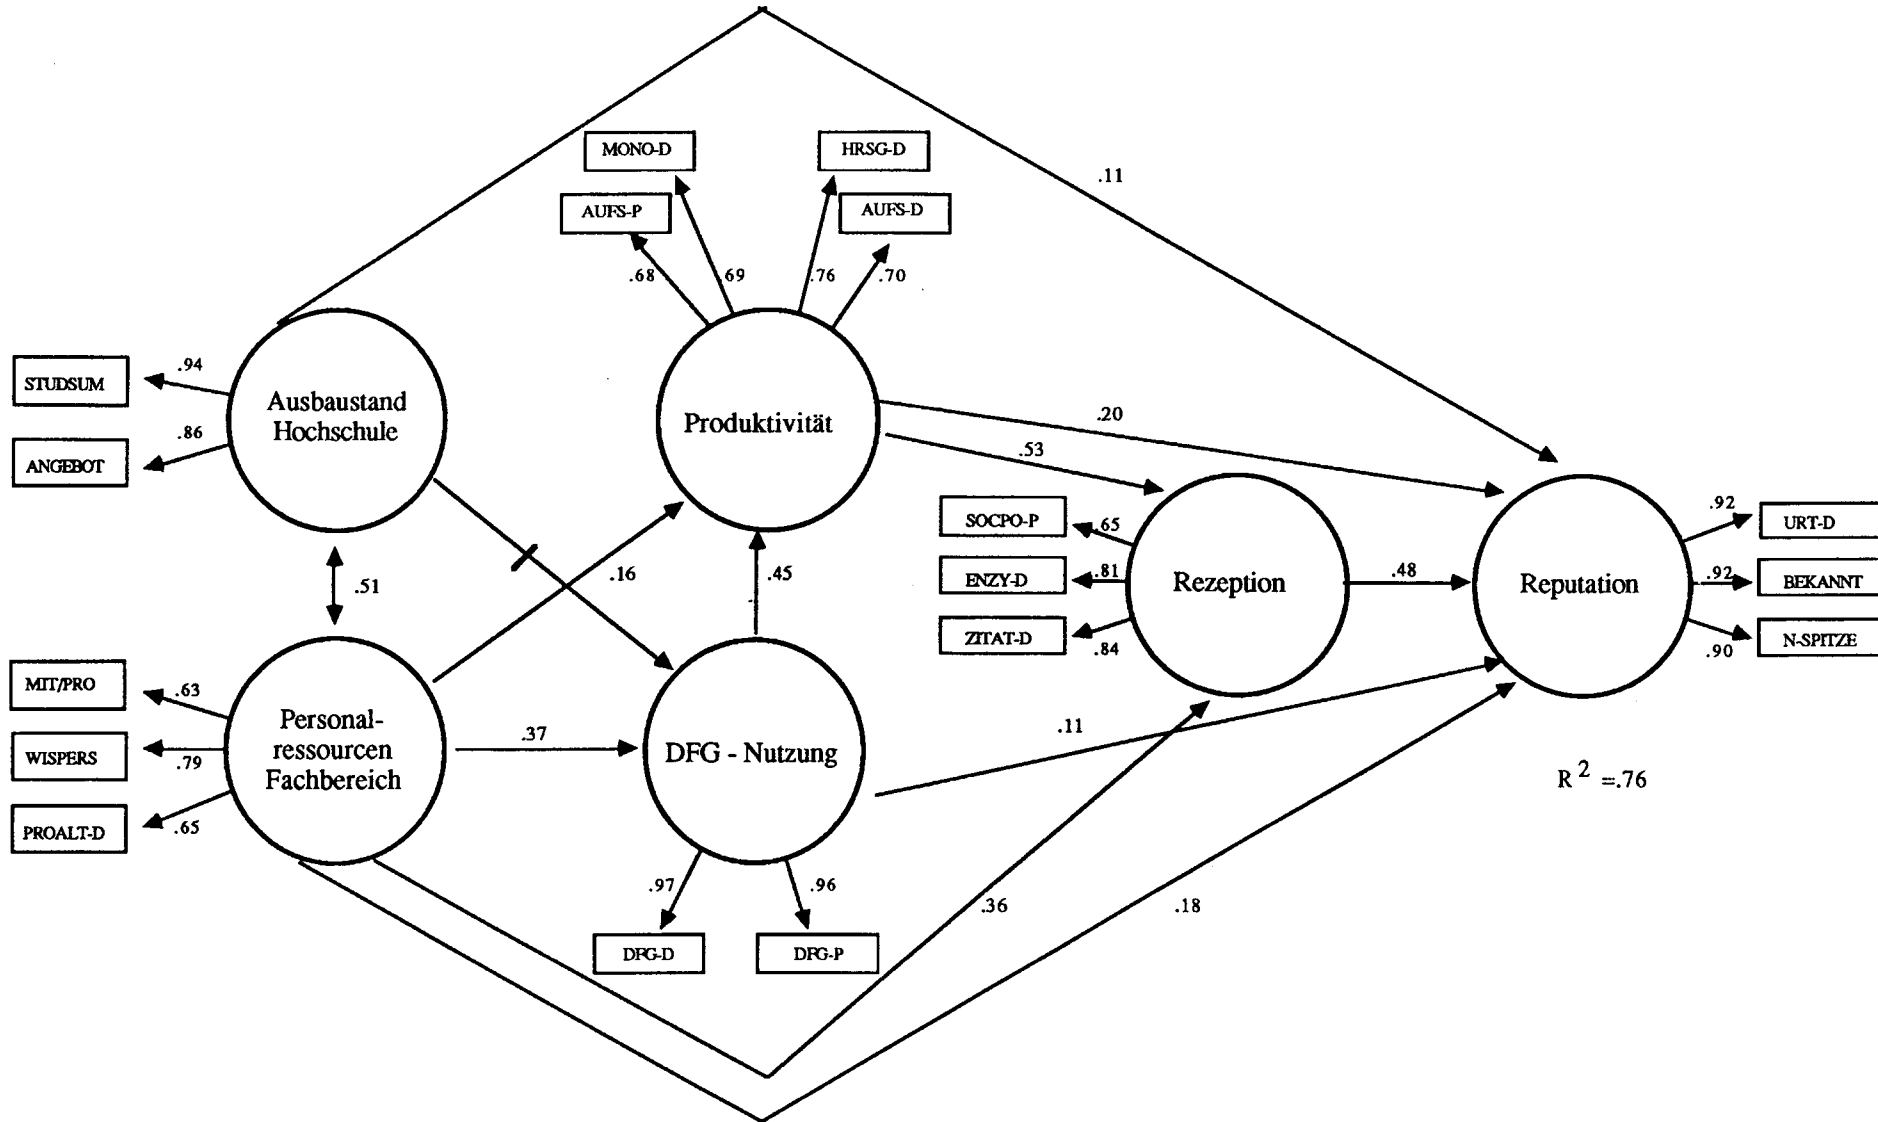 MONO-D
HRSG-D
.11
AUFS-P
AUFS-D
.68
.69
.76
.70
STUDSUM
.94
Ausbaustand
Hochschule
ANGEBOT
.86
Produktivität
.20
.53
.51
.16
.45
SOCPO-P
.65
ENZY-D
.81
ZITAT-D
.84
Rezeption
.48
Reputation
.92
URT-D
.92
BEKANNT
.90
N-SPITZE
MIT/PRO
.63
WISPERS
.79
PROALT-D
.65
Personal-
ressourcen
Fachbereich
.37
DFG - Nutzung
.11
R 2 =.76
.97
.96
DFG-D
DFG-P
.36
.18